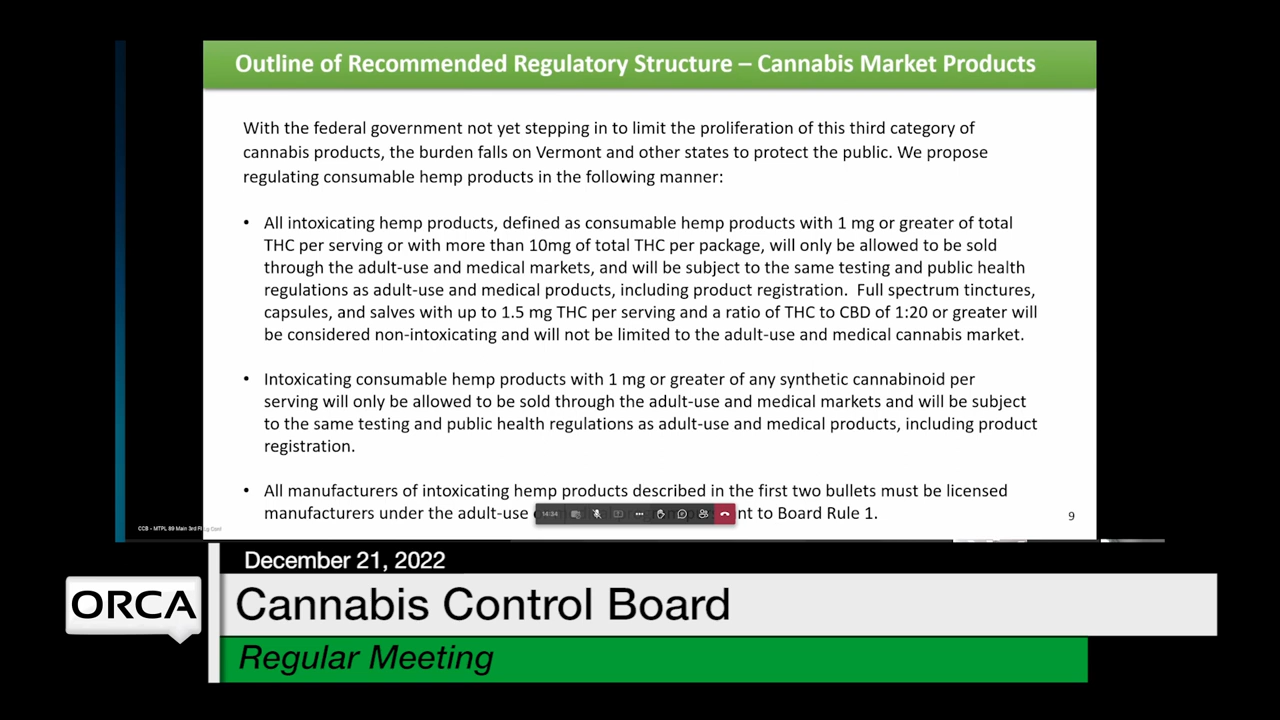 Outline of Recommended Regulatory Structure – Cannabis Market Products
With the federal government not yet stepping in to limit the proliferation of this third category of
cannabis products, the burden falls on Vermont and other states to protect the public. We propose
regulating consumable hemp products in the following manner:
• All intoxicating hemp products, defined as consumable hemp products with 1 mg or greater of total
THC per serving or with more than 10mg of total THC per package, will only be allowed to be sold
through the adult-use and medical markets, and will be subject to the same testing and public health
regulations as adult-use and medical products, including product registration.  Full spectrum tinctures,
capsules, and salves with up to 1.5 mg THC per serving and a ratio of THC to CBD of 1:20 or greater will
be considered non-intoxicating and will not be limited to the adult-use and medical cannabis market.
• Intoxicating consumable hemp products with 1 mg or greater of any synthetic cannabinoid per
serving will only be allowed to be sold through the adult-use and medical markets and will be subject
to the same testing and public health regulations as adult-use and medical products, including product
registration.
• All manufacturers of intoxicating hemp products described in the first two bullets must be licensed
manufacturers under the adult-use nt to Board Rule 1.
14:34
9
CCB - MTPL 89 Main 3rd
December 21, 2022
ORCA
Cannabis Control Board
Regular Meeting